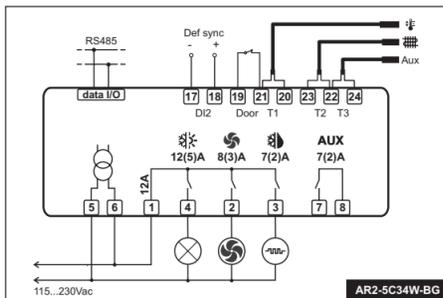 RS485
Def sync
- +
Aux
data I/O
17 18 19 21 20 23 22 24
DI2 Door T1 T2 T3
12(5)A 8(3)A 7(2)A AUX
7(2)A
12A
5 6 1 4 2 3 7 8
115...230Vac
AR2-5C34W-BG